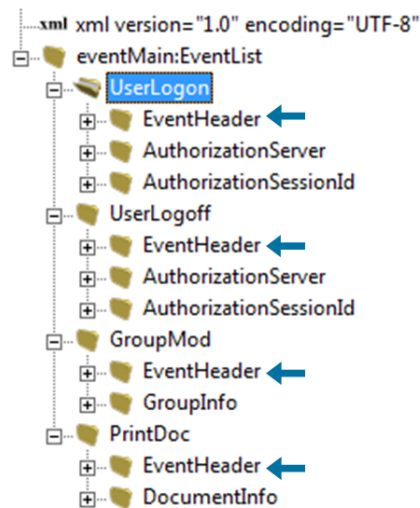 xml xml version="1.0" encoding="UTF-8"
eventMain:EventList
UserLogon
EventHeader
AuthorizationServer
AuthorizationSessionId
UserLogoff
EventHeader
AuthorizationServer
AuthorizationSessionId
GroupMod
EventHeader
GroupInfo
PrintDoc
EventHeader
DocumentInfo